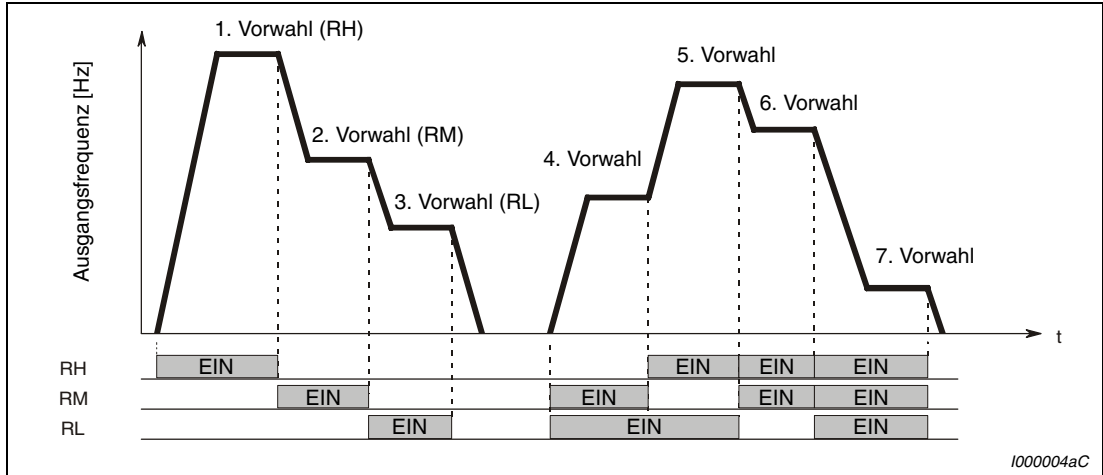 Ausgangsfrequenz [Hz]
1. Vorwahl (RH)
2. Vorwahl (RM)
3. Vorwahl (RL)
4. Vorwahl
5. Vorwahl
6. Vorwahl
7. Vorwahl
t
RH EIN EIN EIN EIN
RM EIN EIN EIN EIN
RL EIN EIN EIN
I000004aC